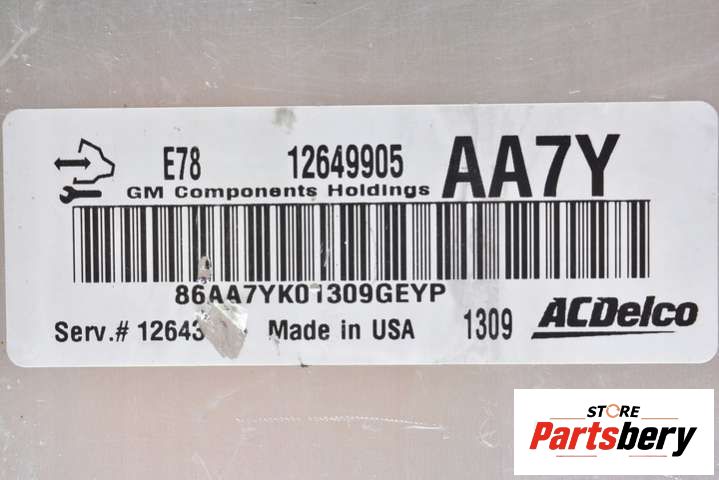 E78 12649905 AA7Y
GM Components Holdings
86AA7YK01309GEYP
Serv.# 12643 Made in USA 1309 ACDelco
STORE
Partsbery